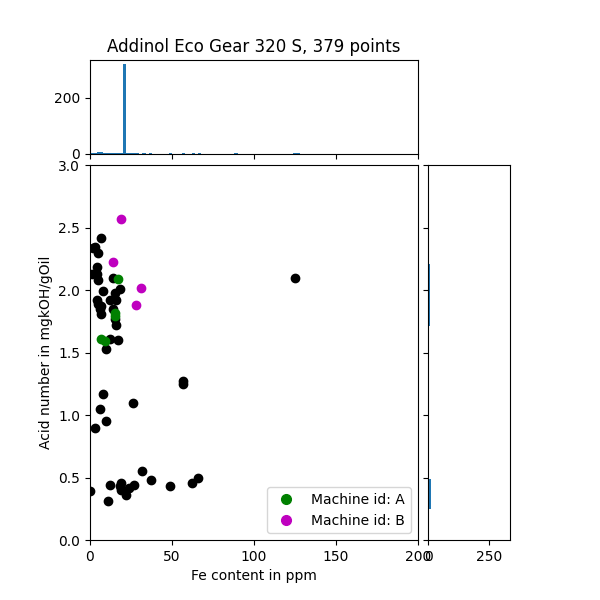 Addinol Eco Gear 320 S, 379 points
200
0
3.0
2.5
2.0
1.5
1.0
0.5
0.0
Acid number in mgkOH/gOil
Machine id: A
Machine id: B
0 50 100 150 200 0 250
Fe content in ppm